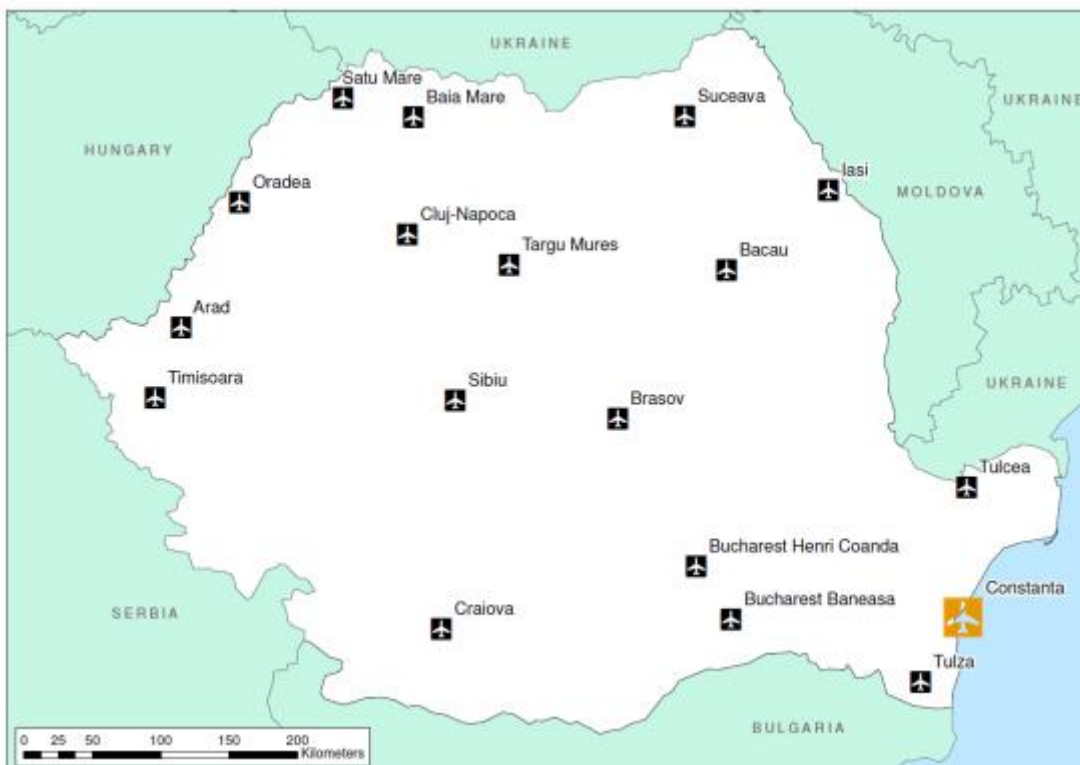 UKRAINE
Satu Mare
Baia Mare
Suceava
UKRAINE
HUNGARY
Oradea
Iasi
MOLDOVA
Cluj-Napoca
Targu Mures
Bacau
Arad
Timisoara
Sibiu
Brasov
UKRAINE
Tulcea
Bucharest Henri Coanda
Constanta
SERBIA
Craiova
Bucharest Baneasa
Tulza
BULGARIA
0 25 50 100 150 200
Kilometers